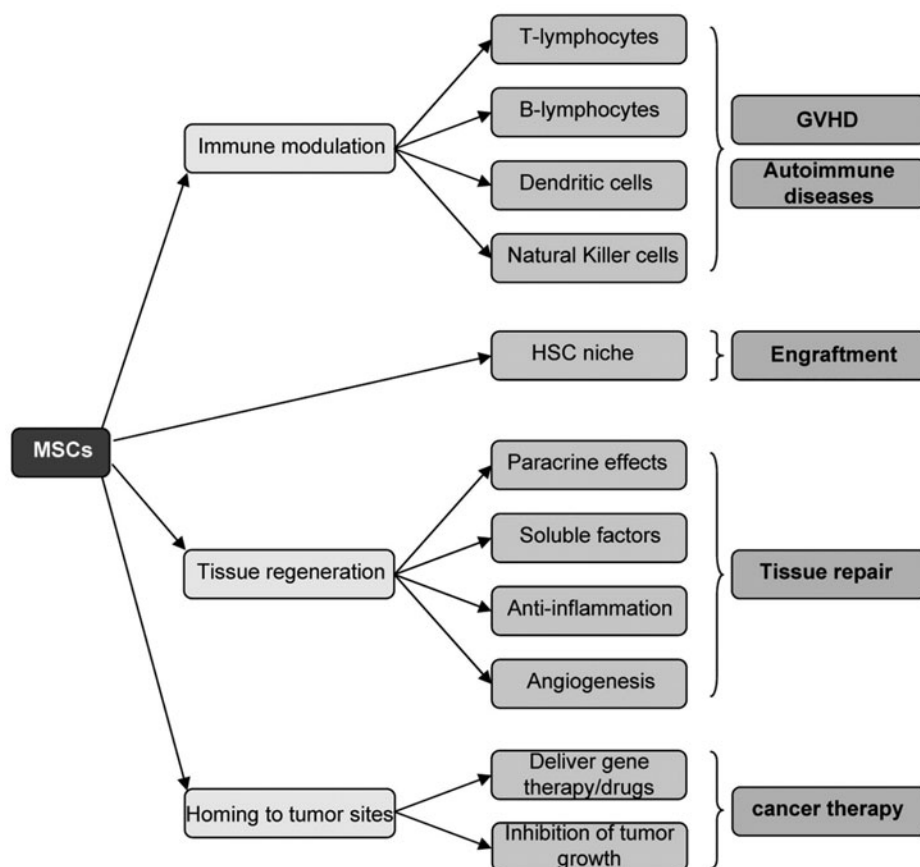 T-lymphocytes
B-lymphocytes
GVHD
Immune modulation
Dendritic cells
Autoimmune
diseases
Natural Killer cells
HSC niche
Engraftment
MSCs
Paracrine effects
Soluble factors
Tissue regeneration
Tissue repair
Anti-inflammation
Angiogenesis
Deliver gene
therapy/drugs
Homing to tumor sites
cancer therapy
Inhibition of tumor
growth